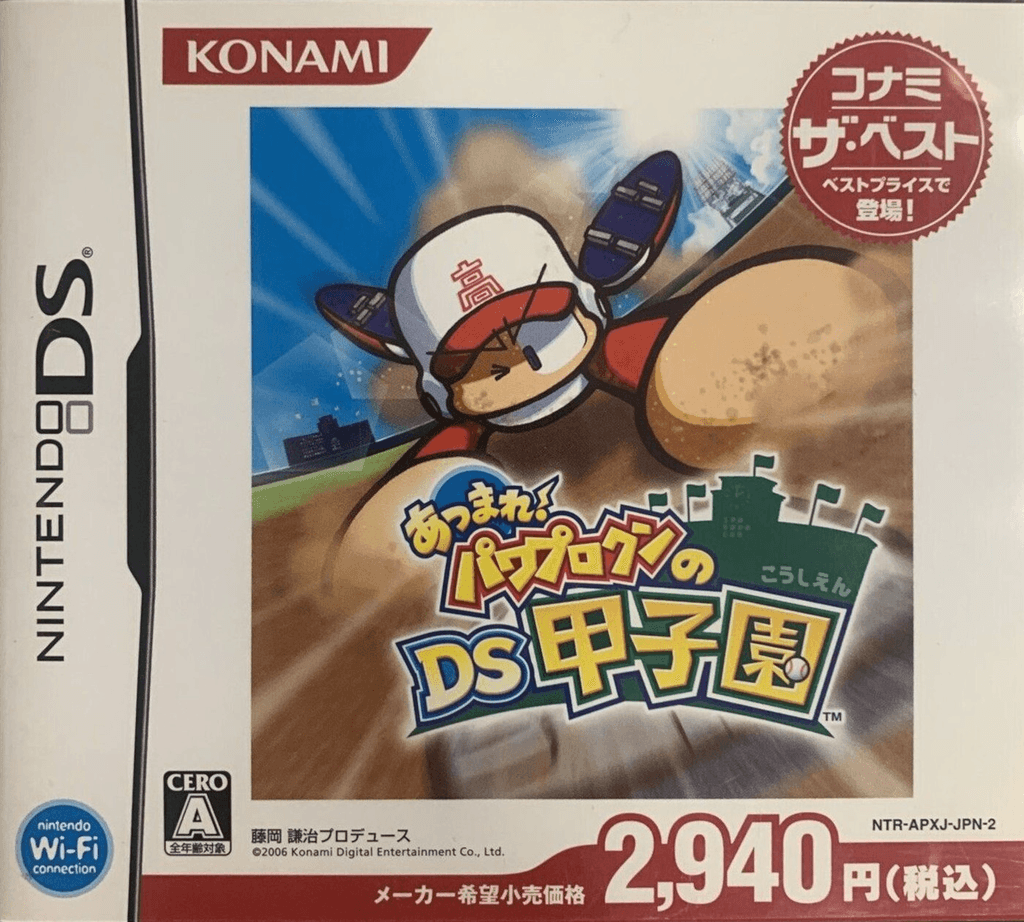 KONAMI
コナミ
ザ・ベスト
ベストプライスで
登場!
NINTENDO DS®
高
あつまれ!
パワプロクンの
こうしえん
DS甲子園™
CERO
A
全年齢対象
藤岡 謙治プロデュース
©2006 Konami Digital Entertainment Co., Ltd.
NTR-APXJ-JPN-2
nintendo
Wi-Fi
connection
メーカー希望小売価格 2,940円(税込)